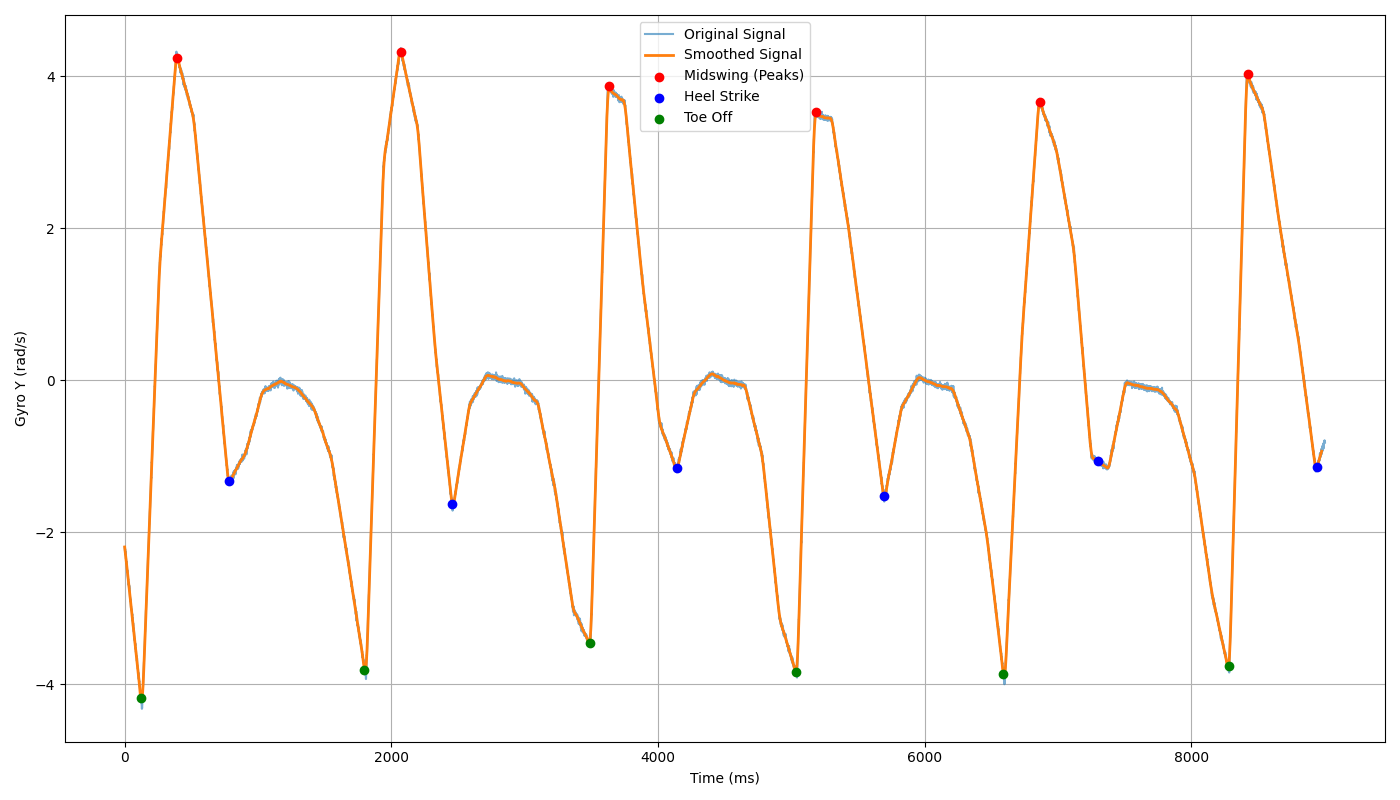 Original Signal
Smoothed Signal
Midswing (Peaks)
Heel Strike
Toe Off
Gyro Y (rad/s)
4
2
0
−2
−4
0 2000 4000 6000 8000
Time (ms)